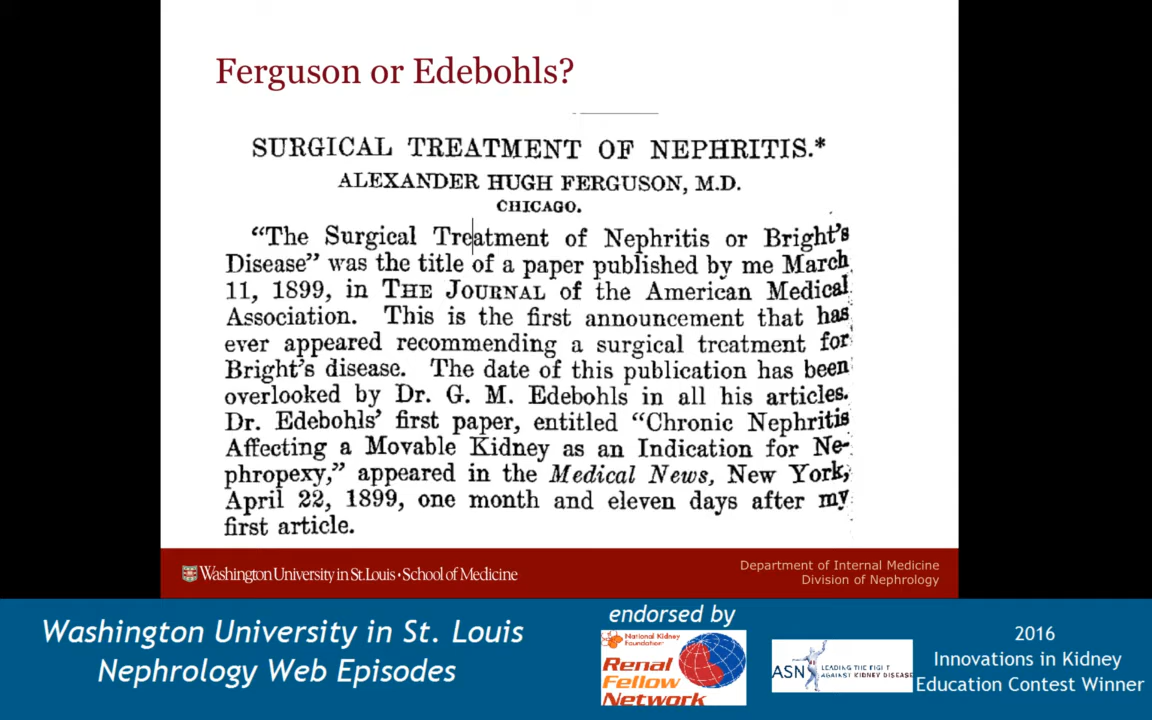 Ferguson or Edebohls?
SURGICAL TREATMENT OF NEPHRITIS.*
ALEXANDER HUGH FERGUSON, M.D.
CHICAGO.
“The Surgical Treatment of Nephritis or Bright’s
Disease” was the title of a paper published by me March
11, 1899, in THE JOURNAL of the American Medical
Association. This is the first announcement that has
ever appeared recommending a surgical treatment for
Bright’s disease. The date of this publication has been
overlooked by Dr. G. M. Edebohls in all his articles.
Dr. Edebohls’ first paper, entitled “Chronic Nephritis
Affecting a Movable Kidney as an Indication for Ne-
phropexy,” appeared in the Medical News, New York,
April 22, 1899, one month and eleven days after my
first article.
Washington University in St. Louis • School of Medicine
Department of Internal Medicine
Division of Nephrology
Washington University in St. Louis
Nephrology Web Episodes
endorsed by
National Kidney
Foundation
Renal
Fellow
Network
ASN
LEADING THE FIGHT
AGAINST KIDNEY DISEASE
2016
Innovations in Kidney
Education Contest Winner